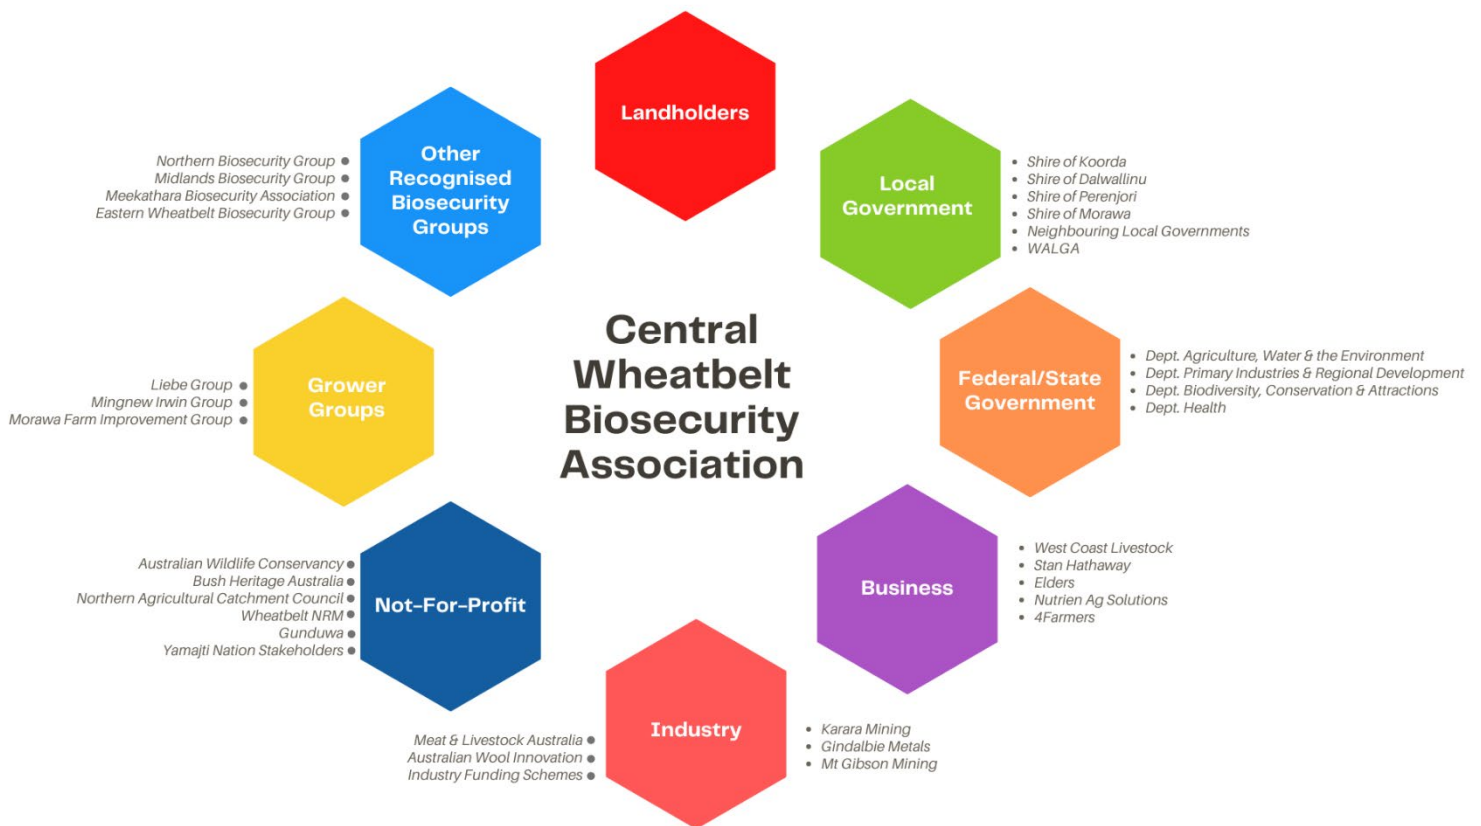 Landholders
Other
Recognised
Biosecurity
Groups
Northern Biosecurity Group
Midlands Biosecurity Group
Meekathara Biosecurity Association
Eastern Wheatbelt Biosecurity Group
Local
Government
Shire of Koorda
Shire of Dalwallinu
Shire of Perenjori
Shire of Morawa
Neighbouring Local Governments
WALGA
Central
Wheatbelt
Biosecurity
Association
Grower
Groups
Liebe Group
Mingnew Irwin Group
Morawa Farm Improvement Group
Federal/State
Government
Dept. Agriculture, Water & the Environment
Dept. Primary Industries & Regional Development
Dept. Biodiversity, Conservation & Attractions
Dept. Health
Not-For-Profit
Australian Wildlife Conservancy
Bush Heritage Australia
Northern Agricultural Catchment Council
Wheatbelt NRM
Gunduwa
Yamajti Nation Stakeholders
Business
West Coast Livestock
Stan Hathaway
Elders
Nutrien Ag Solutions
4Farmers
Industry
Meat & Livestock Australia
Australian Wool Innovation
Industry Funding Schemes
Karara Mining
Gindalbie Metals
Mt Gibson Mining